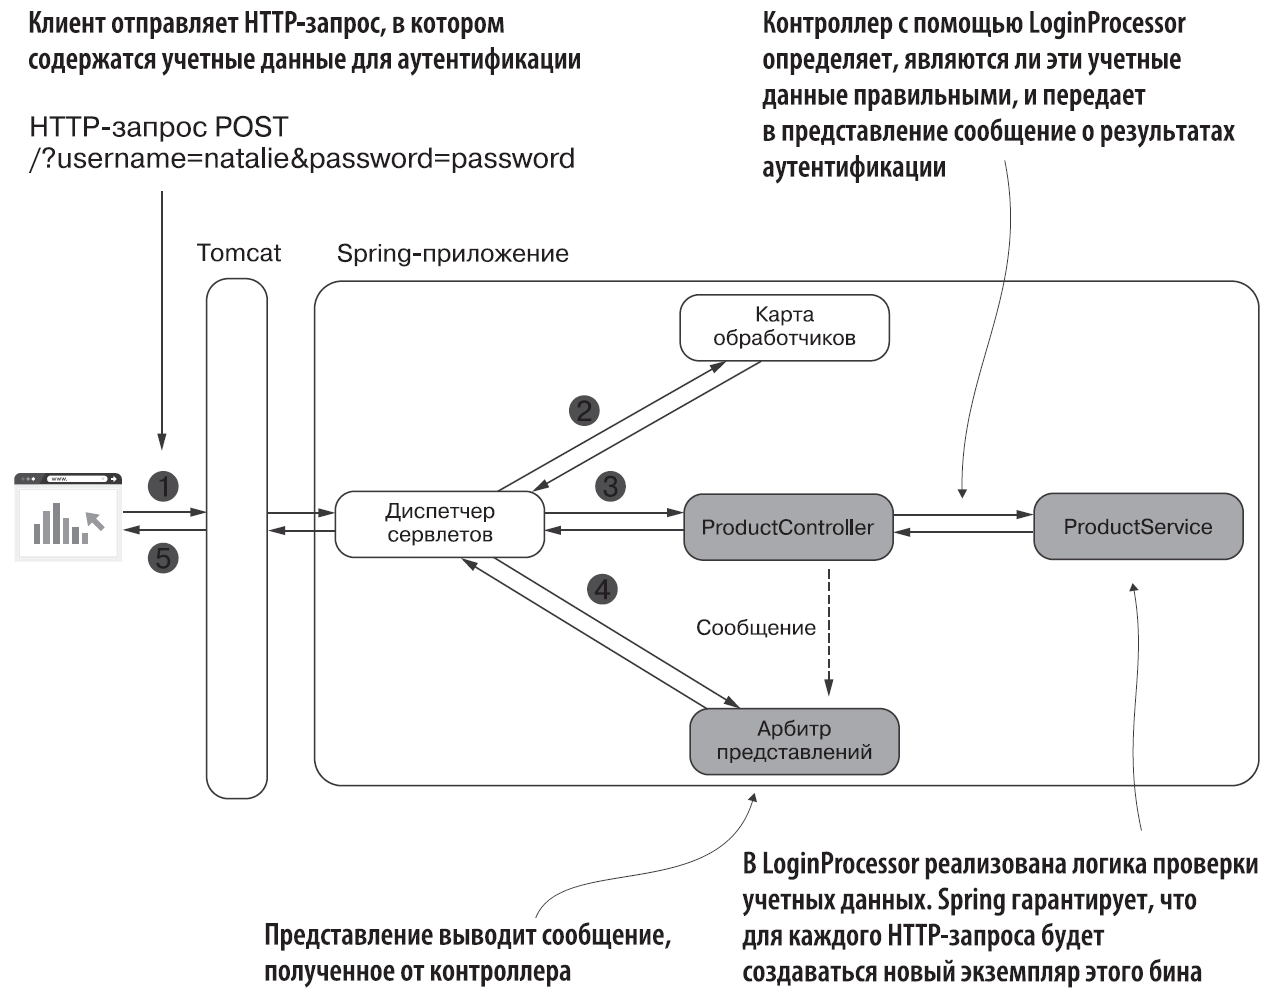 Клиент отправляет HTTP-запрос, в котором
содержатся учетные данные для аутентификации
HTTP-запрос POST
/?username=natalie&password=password
Контроллер с помощью LoginProcessor
определяет, являются ли эти учетные
данные правильными, и передает
в представление сообщение о результатах
аутентификации
Tomcat
Spring-приложение
Карта
обработчиков
2
www.
1
3
Диспетчер
сервлетов
ProductController
ProductService
5
4
Сообщение
Арбитр
представлений
В LoginProcessor реализована логика проверки
учетных данных. Spring гарантирует, что
для каждого HTTP-запроса будет
создаваться новый экземпляр этого бина
Представление выводит сообщение,
полученное от контроллера